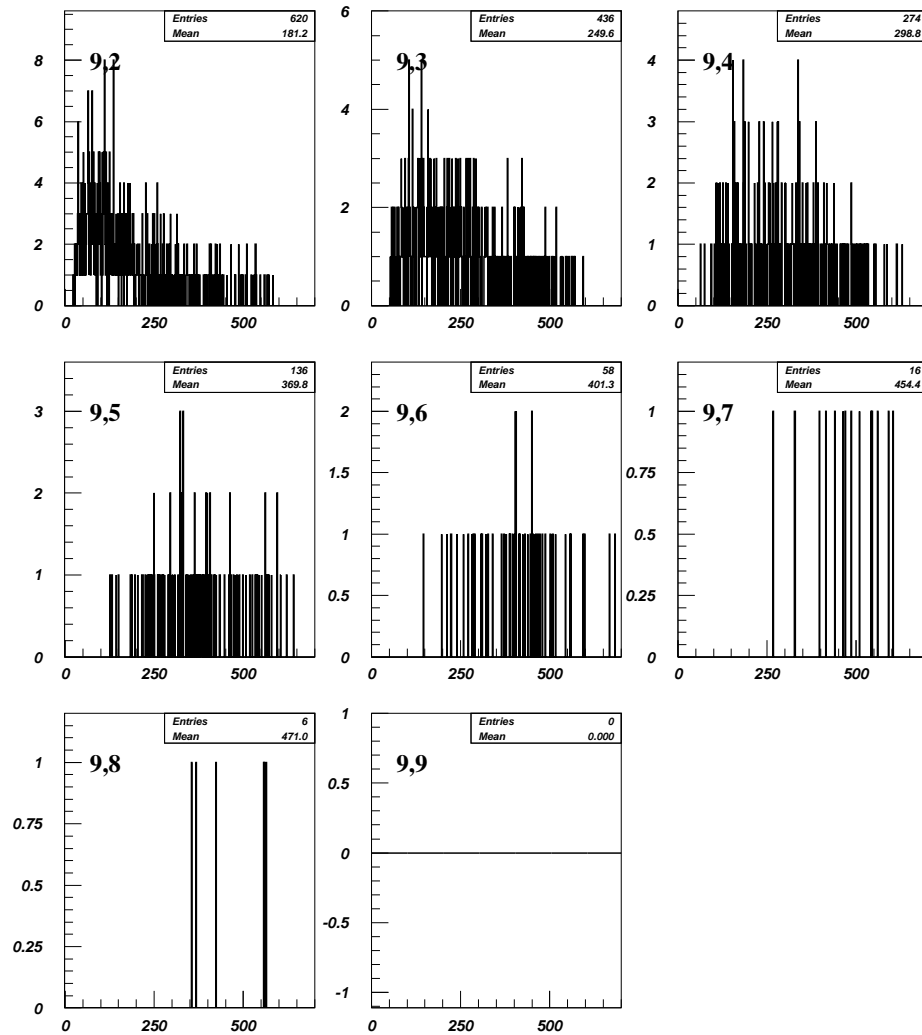 Entries 620
Mean 181.2
9,2
8
6
4
2
0
0 250 500
Entries 436
Mean 249.6
9,3
6
5
4
3
2
1
0
0 250 500
Entries 274
Mean 298.8
9,4
4
3
2
1
0
0 250 500
Entries 136
Mean 369.8
9,5
3
2
1
0
0 250 500
Entries 58
Mean 401.3
9,6
2
1.5
1
0.5
0
0 250 500
Entries 16
Mean 454.4
9,7
1
0.75
0.5
0.25
0
0 250 500
Entries 6
Mean 471.0
9,8
1
0.75
0.5
0.25
0
0 250 500
Entries 0
Mean 0.000
9,9
1
0.5
0
-0.5
-1
0 250 500